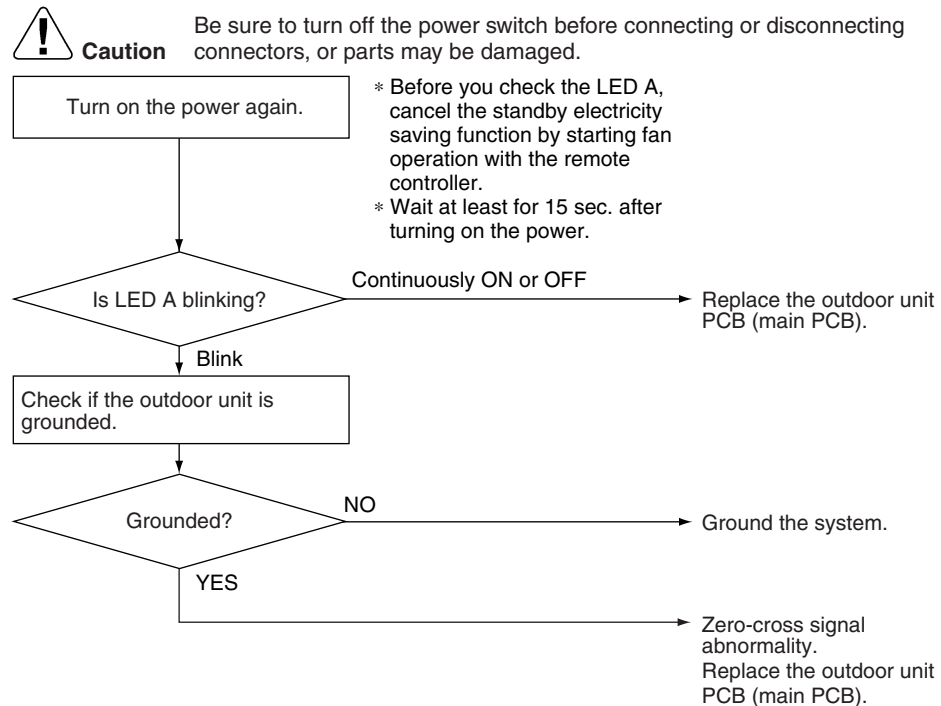 Be sure to turn off the power switch before connecting or disconnecting
Caution connectors, or parts may be damaged.
Turn on the power again.
* Before you check the LED A,
cancel the standby electricity
saving function by starting fan
operation with the remote
controller.
* Wait at least for 15 sec. after
turning on the power.
Is LED A blinking?
Continuously ON or OFF
Replace the outdoor unit
PCB (main PCB).
Blink
Check if the outdoor unit is
grounded.
Grounded?
NO
Ground the system.
YES
Zero-cross signal
abnormality.
Replace the outdoor unit
PCB (main PCB).